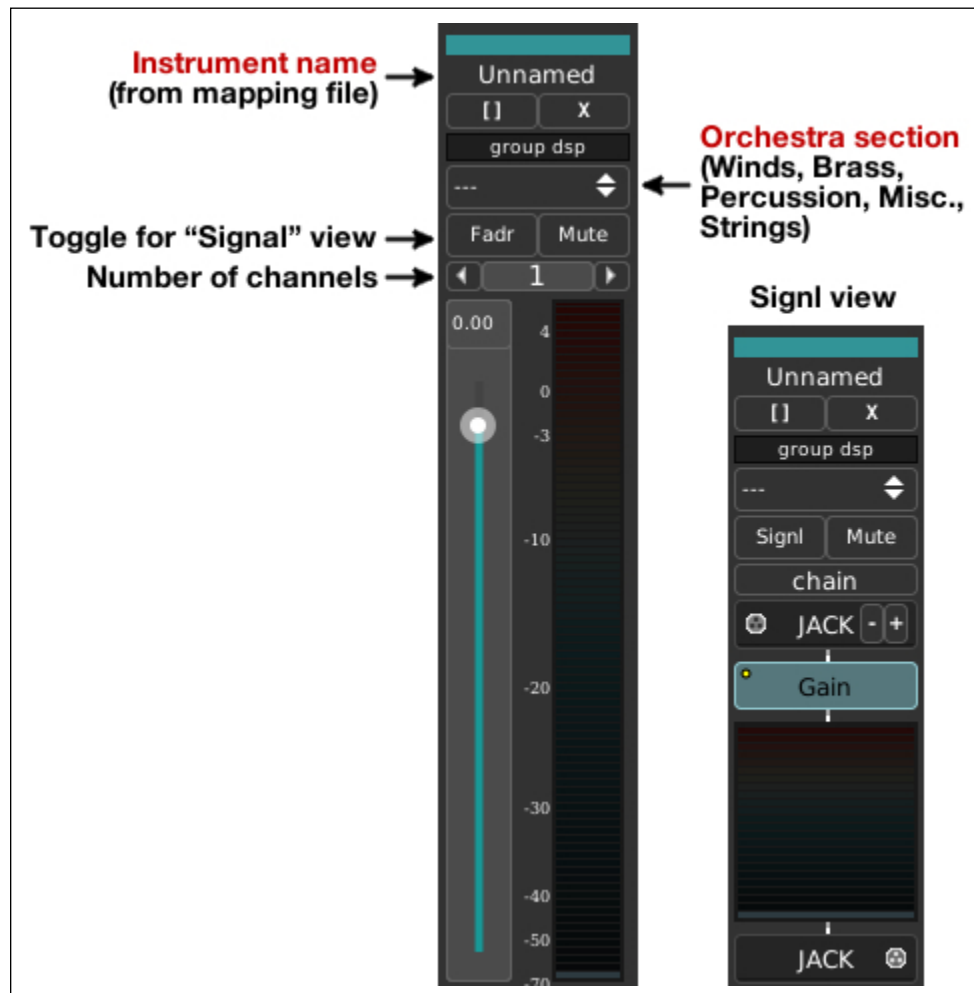 Instrument name
(from mapping file)
Unnamed
[] X
group dsp
Orchestra section
(Winds, Brass,
Percussion, Misc.,
Strings)
---
Toggle for “Signal” view
Fadr Mute
Number of channels
1
0.00
4
0
-3
-10
-20
-30
-40
-50
-70
Signl view
Unnamed
[] X
group dsp
---
Signl Mute
chain
JACK - +
Gain
JACK